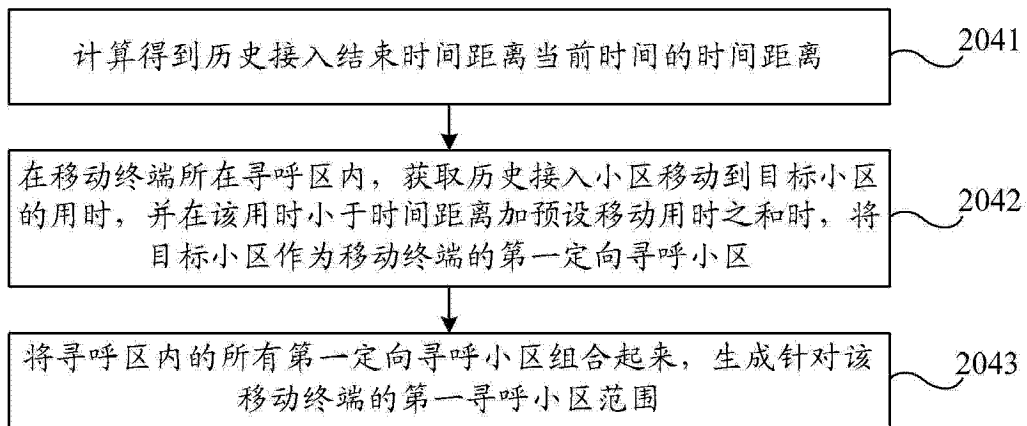 计算得到历史接入结束时间距离当前时间的时间距离
2041
在移动终端所在寻呼区内，获取历史接入小区移动到目标小区
的用时，并在该用时小于时间距离加预设移动用时之和时，将
目标小区作为移动终端的第一定向寻呼小区
2042
将寻呼区内的所有第一定向寻呼小区组合起来，生成针对该
移动终端的第一寻呼小区范围
2043